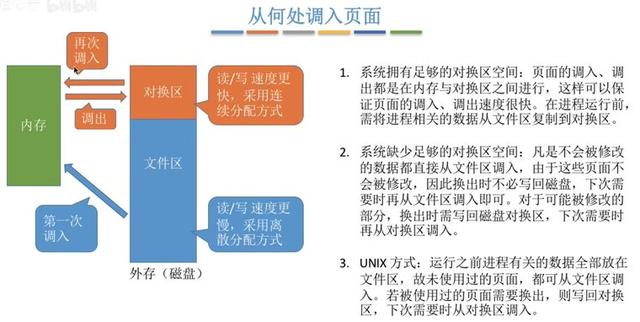 bilibili
从何处调入页面
再次
调入
内存
调出
第一次
调入
对换区
文件区
外存（磁盘）
读/写 速度更
快，采用连
续分配方式
读/写 速度更
慢，采用离
散分配方式
1. 系统拥有足够的对换区空间：页面的调入、调
出都是在内存与对换区之间进行，这样可以保
证页面的调入、调出速度很快。在进程运行前，
需将进程相关的数据从文件区复制到对换区。
2. 系统缺少足够的对换区空间：凡是不会被修改
的数据都直接从文件区调入，由于这些页面不
会被修改，因此换出时不必写回磁盘，下次需
要时再从文件区调入即可。对于可能被修改的
部分，换出时需写回磁盘对换区，下次需要时
再从对换区调入。
3. UNIX 方式：运行之前进程有关的数据全部放在
文件区，故未使用过的页面，都可从文件区调
入。若被使用过的页面需要换出，则写回对换
区，下次需要时从对换区调入。